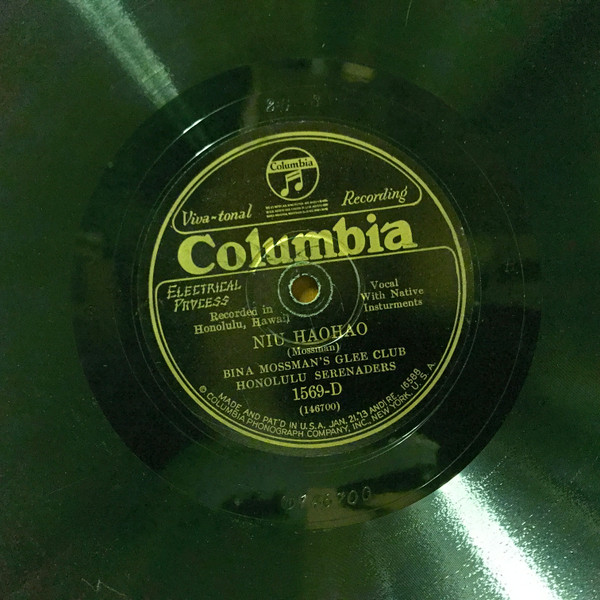 Columbia
Viva-tonal
Recording
Columbia
ELECTRICAL
PROCESS
Recorded in
Honolulu, Hawaii
Vocal
With Native
Insturments
NIU HAOHAO
(Mossman)
BINA MOSSMAN'S GLEE CLUB
HONOLULU SERENADERS
1569-D
(146700)
MADE AND PAT'D IN U.S.A. JAN. 21,'13 AND RE. 16588
© COLUMBIA PHONOGRAPH COMPANY, INC., NEW YORK, U. S. A.